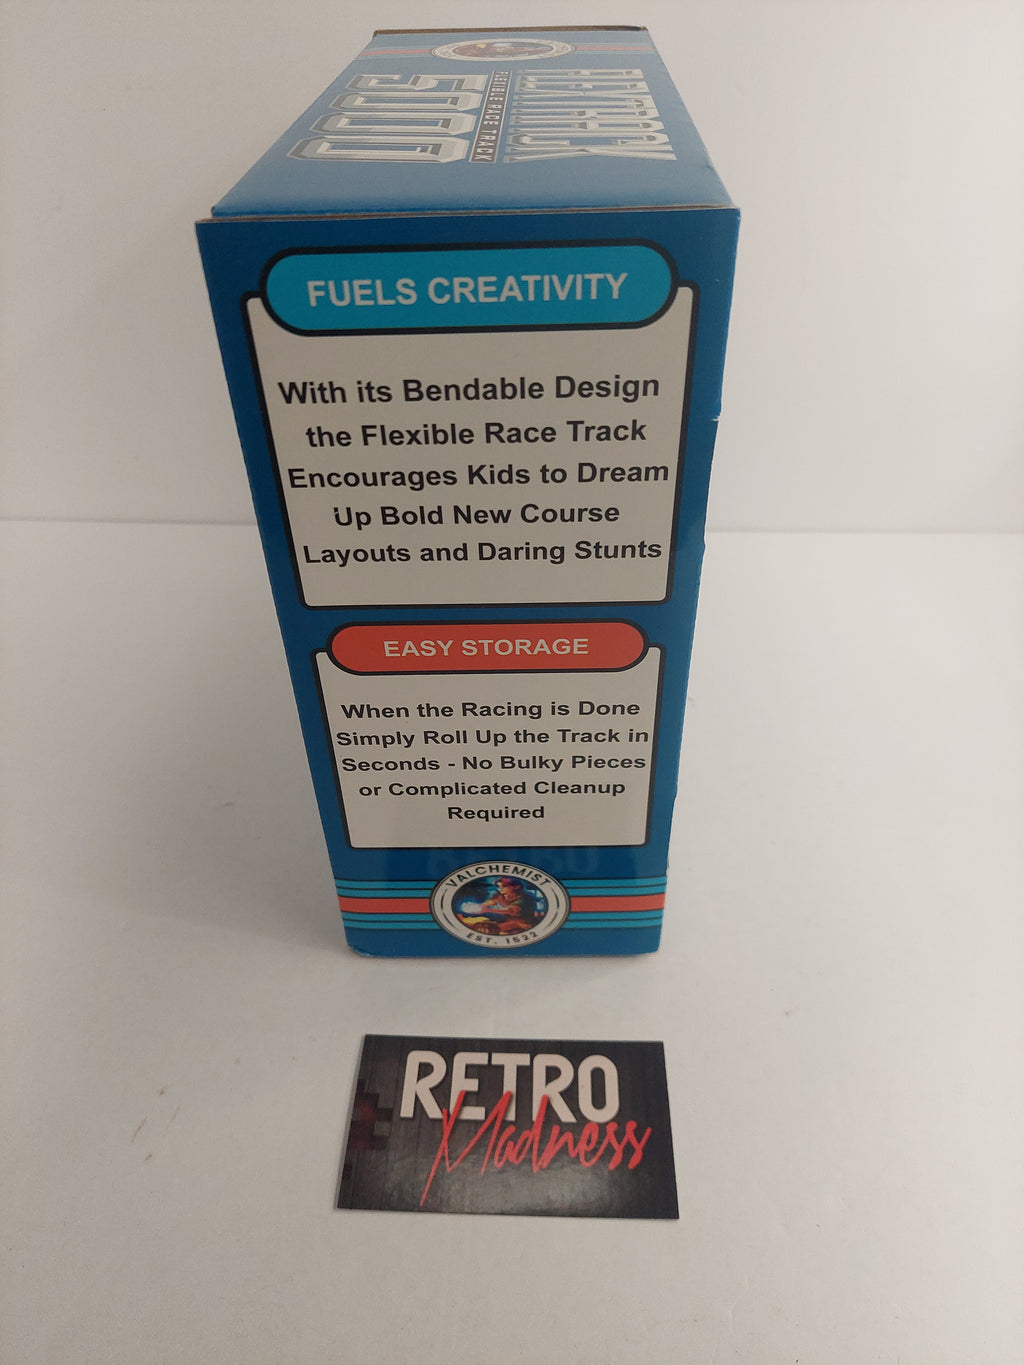 FLEXTRACK
FLEXIBLE RACE TRACK
5000
FUELS CREATIVITY
With its Bendable Design
the Flexible Race Track
Encourages Kids to Dream
Up Bold New Course
Layouts and Daring Stunts
EASY STORAGE
When the Racing is Done
Simply Roll Up the Track in
Seconds - No Bulky Pieces
or Complicated Cleanup
Required
VALCHEMIST
EST. 1522
RETRO
Madness